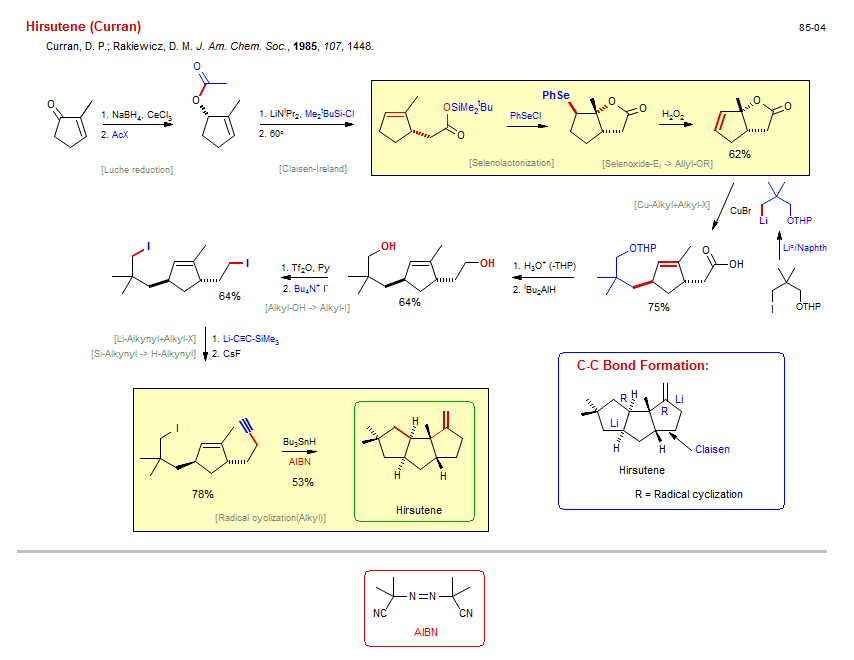 Hirsutene (Curran)
85-04
Curran, D. P.; Rakiewicz, D. M. J. Am. Chem. Soc., 1985, 107, 1448.
O
O
O
1. NaBH4, CeCl3
2. AcX
[Luche reduction]
1. LiNiPr2, Me2tBuSi-Cl
2. 60°
[Claisen-Ireland]
OSiMe2tBu
O
PhSeCl
[Selenolactonization]
PhSe
O
O
H2O2
[Selenoxide-Ei -> Allyl-OR]
O
O
62%
[Cu-Alkyl+Alkyl-X]
CuBr
Li
OTHP
Li°/Naphth
I
OTHP
I
I
64%
1. Tf2O, Py
2. Bu4N+ I-
[Alkyl-OH -> Alkyl-I]
OH
OH
64%
1. H3O+ (-THP)
2. iBu2AlH
OTHP
O
OH
75%
[Li-Alkynyl+Alkyl-X]
[Si-Alkynyl -> H-Alkynyl]
1. Li-C≡C-SiMe3
2. CsF
I
78%
Bu3SnH
AIBN
53%
[Radical cyclization(Alkyl)]
H
H
H
Hirsutene
C-C Bond Formation:
R
H
Li
R
Li
H
H
Claisen
Hirsutene
R = Radical cyclization
N=N
NC
CN
AIBN